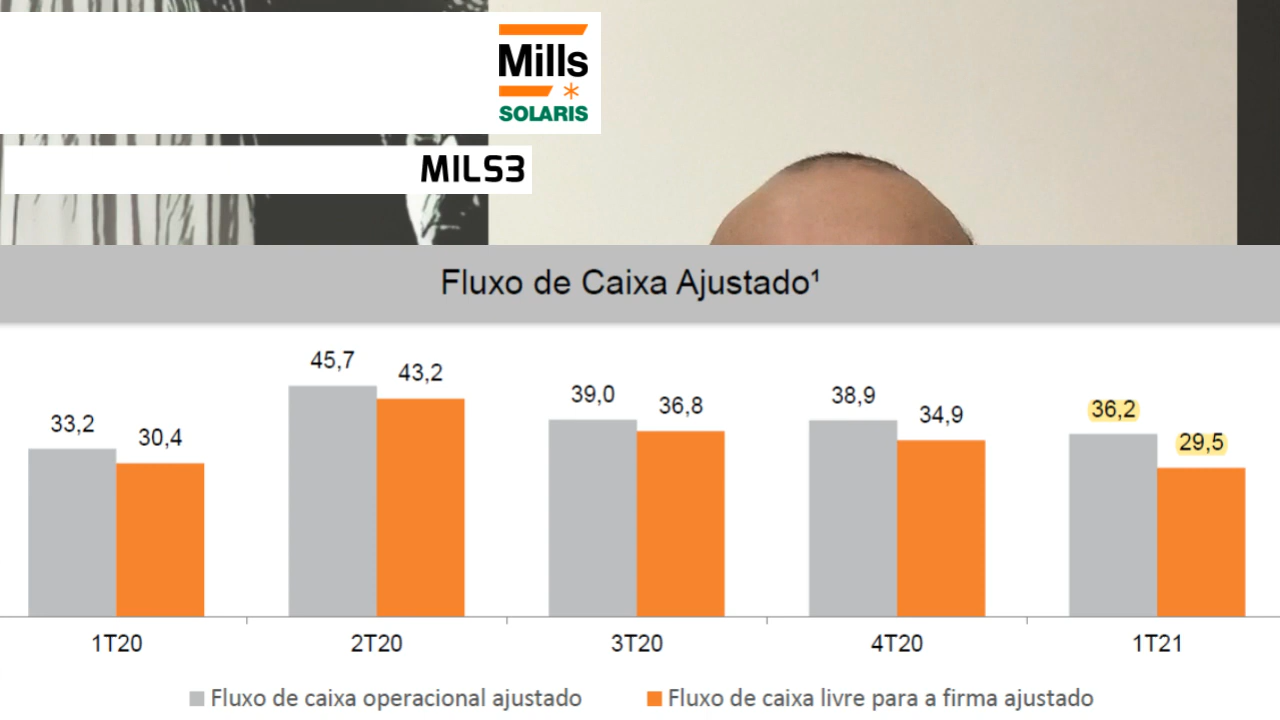 Mills
SOLARIS
MILS3
Fluxo de Caixa Ajustado¹
33,2 30,4 45,7 43,2 39,0 36,8 38,9 34,9 36,2 29,5
1T20 2T20 3T20 4T20 1T21
Fluxo de caixa operacional ajustado Fluxo de caixa livre para a firma ajustado